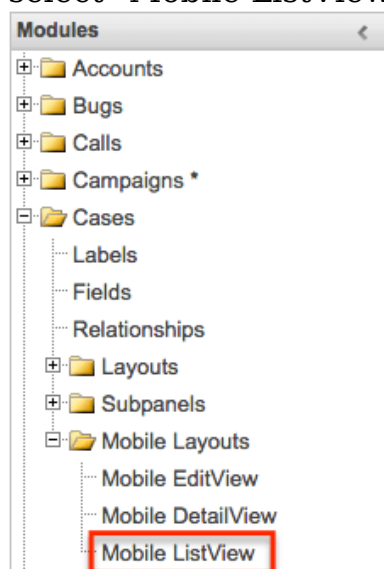 select "Mobile ListView
Modules
Accounts
Bugs
Calls
Campaigns *
Cases
Labels
Fields
Relationships
Layouts
Subpanels
Mobile Layouts
Mobile EditView
Mobile DetailView
Mobile ListView